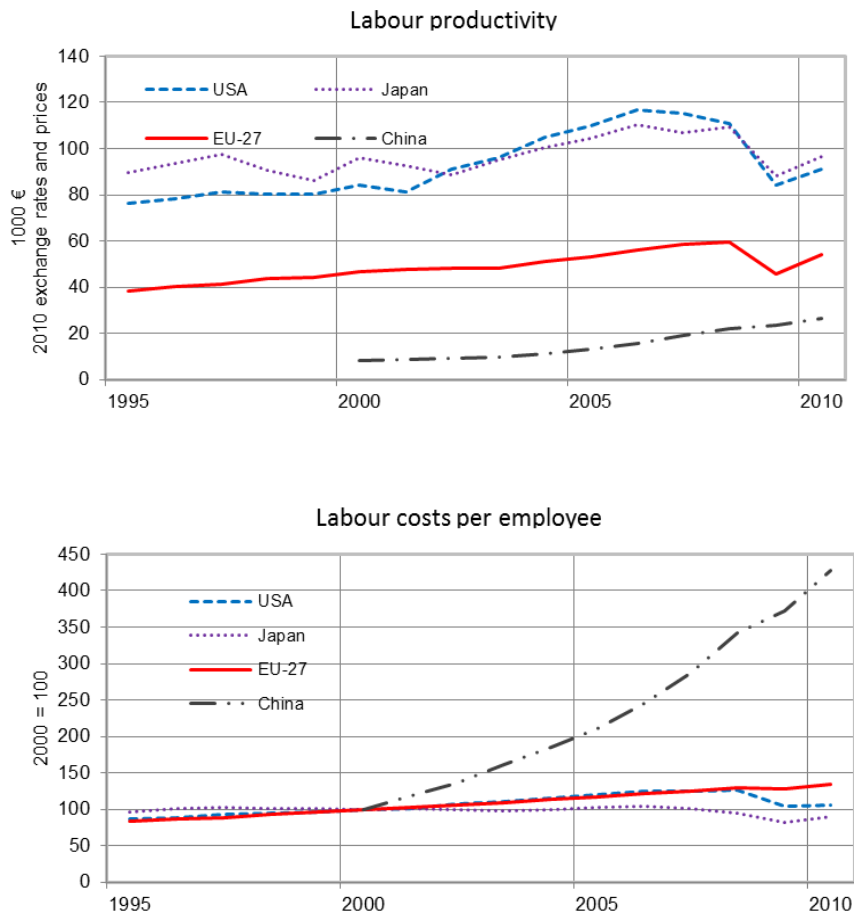 Labour productivity
140
120
100
80
60
40
20
0
1000 €
2010 exchange rates and prices
USA
Japan
EU-27
China
1995
2000
2005
2010
Labour costs per employee
450
400
350
300
250
200
150
100
50
0
2000 = 100
USA
Japan
EU-27
China
1995
2000
2005
2010